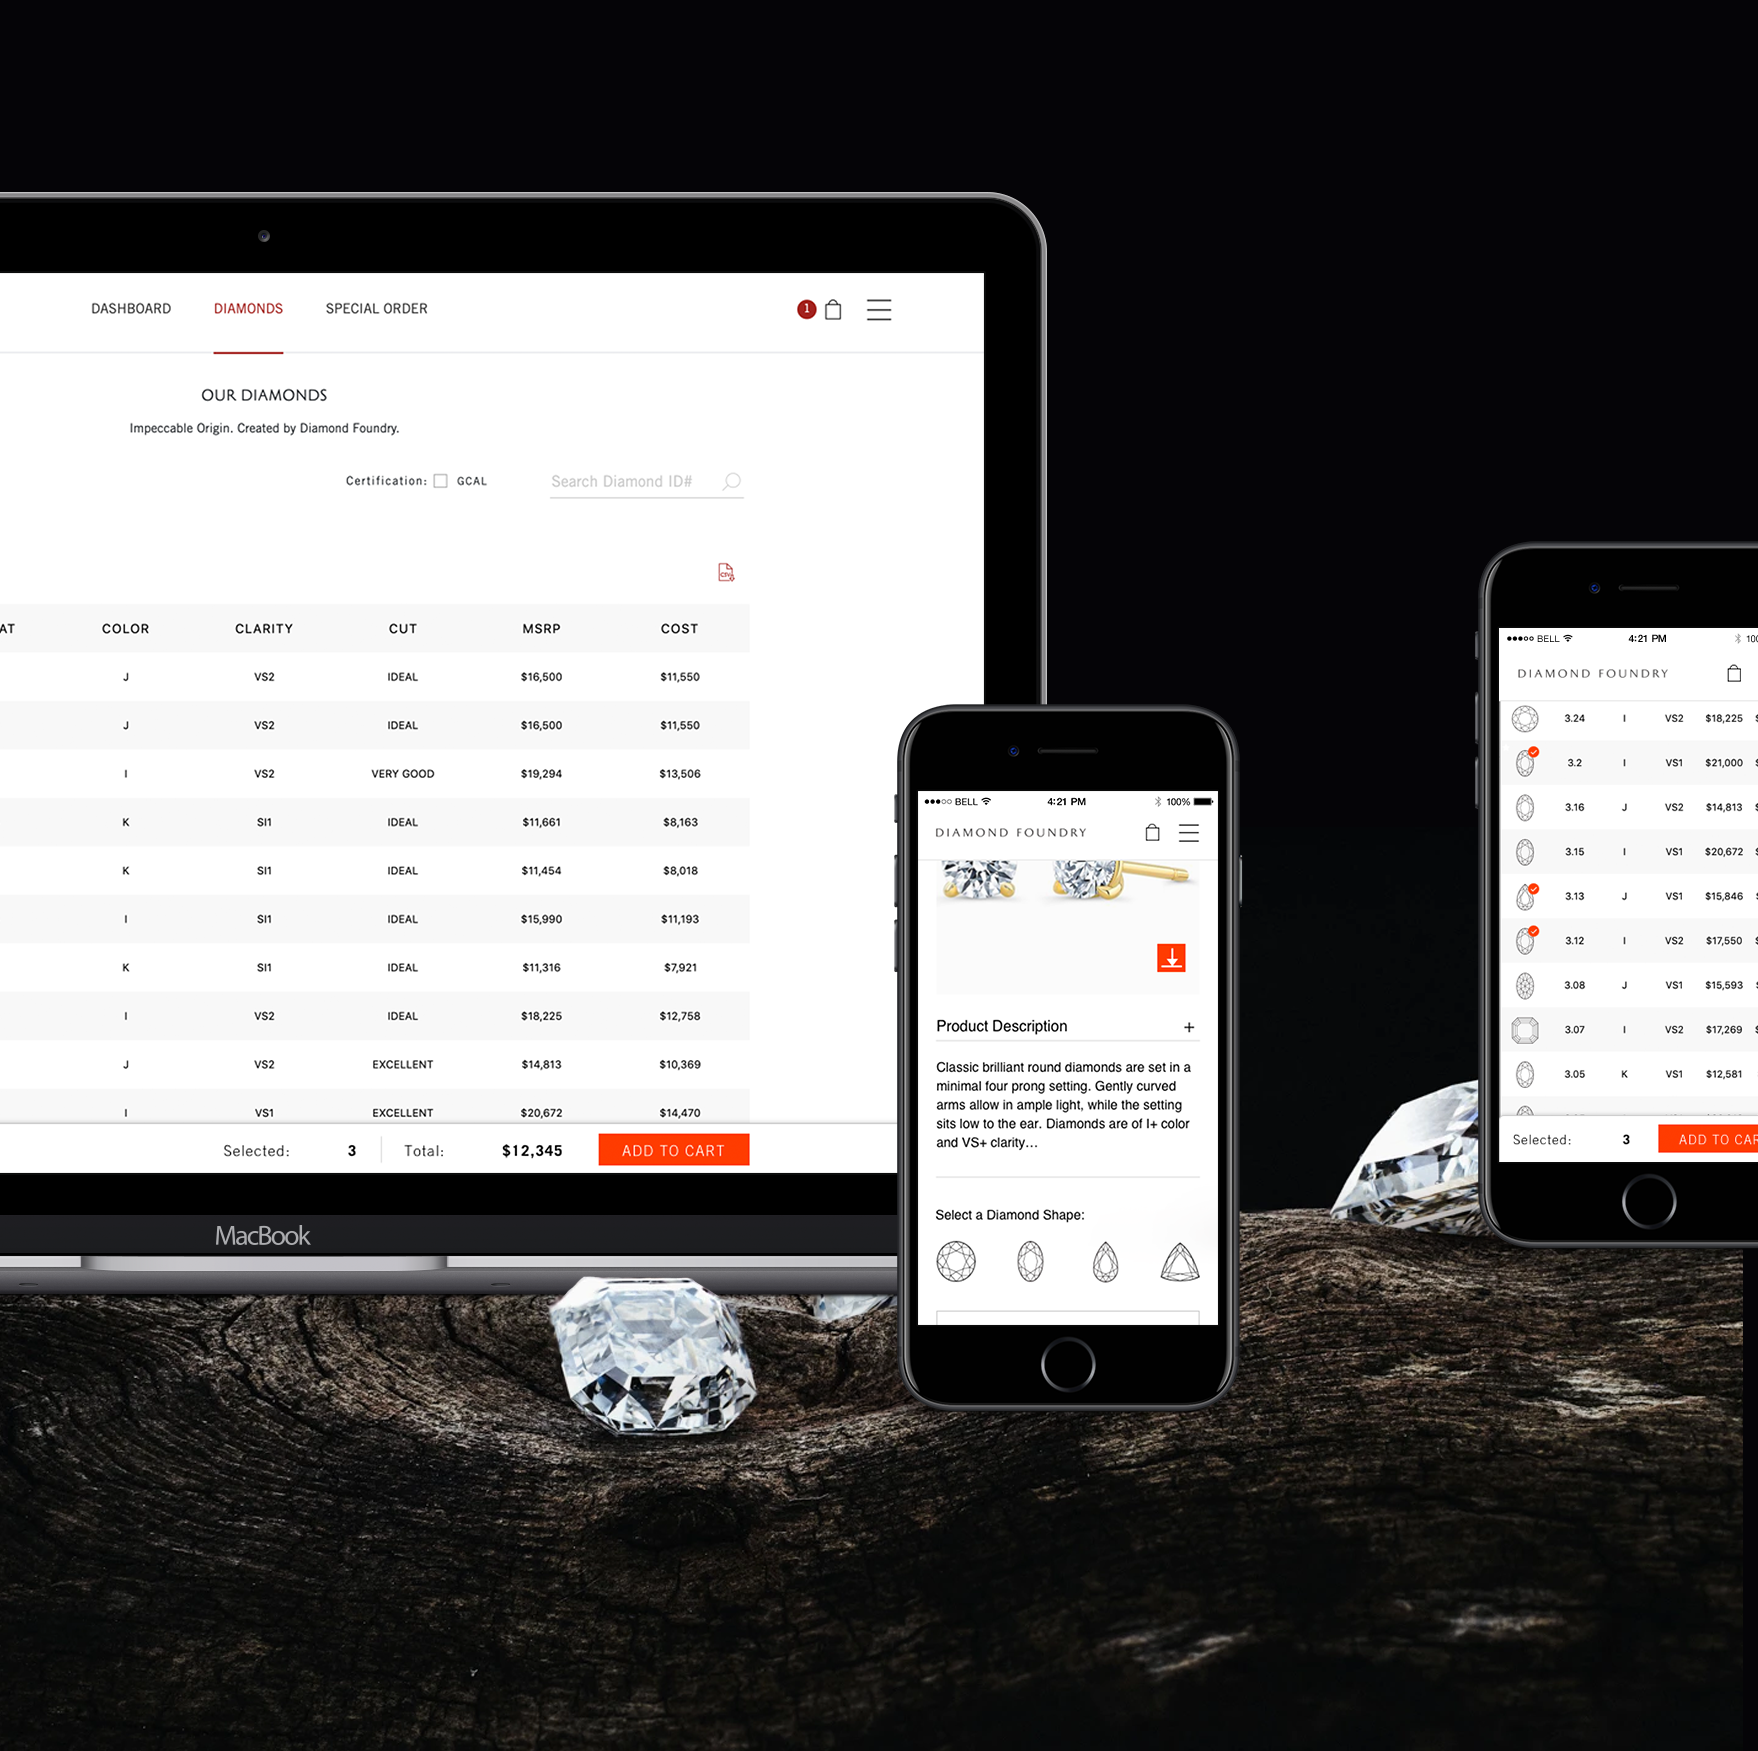 DASHBOARD DIAMONDS SPECIAL ORDER 1
OUR DIAMONDS
Impeccable Origin. Created by Diamond Foundry.
Certification: GCAL Search Diamond ID#
CSV
AT COLOR CLARITY CUT MSRP COST
J VS2 IDEAL $16,500 $11,550
J VS2 IDEAL $16,500 $11,550
I VS2 VERY GOOD $19,294 $13,506
K SI1 IDEAL $11,661 $8,163
K SI1 IDEAL $11,454 $8,018
I SI1 IDEAL $15,990 $11,193
K SI1 IDEAL $11,316 $7,921
I VS2 IDEAL $18,225 $12,758
J VS2 EXCELLENT $14,813 $10,369
I VS1 EXCELLENT $20,672 $14,470
Selected: 3 Total: $12,345 ADD TO CART
MacBook
BELL 4:21 PM 100%
DIAMOND FOUNDRY
Product Description +
Classic brilliant round diamonds are set in a
minimal four prong setting. Gently curved
arms allow in ample light, while the setting
sits low to the ear. Diamonds are of I+ color
and VS+ clarity...
Select a Diamond Shape:
BELL 4:21 PM 100
DIAMOND FOUNDRY
3.24 I VS2 $18,225 $
3.2 I VS1 $21,000 $
3.16 J VS2 $14,813 $
3.15 I VS1 $20,672 $
3.13 J VS1 $15,846 $
3.12 I VS2 $17,550 $
3.08 J VS1 $15,593 $
3.07 I VS2 $17,269 $
3.05 K VS1 $12,581
Selected: 3 ADD TO CAR